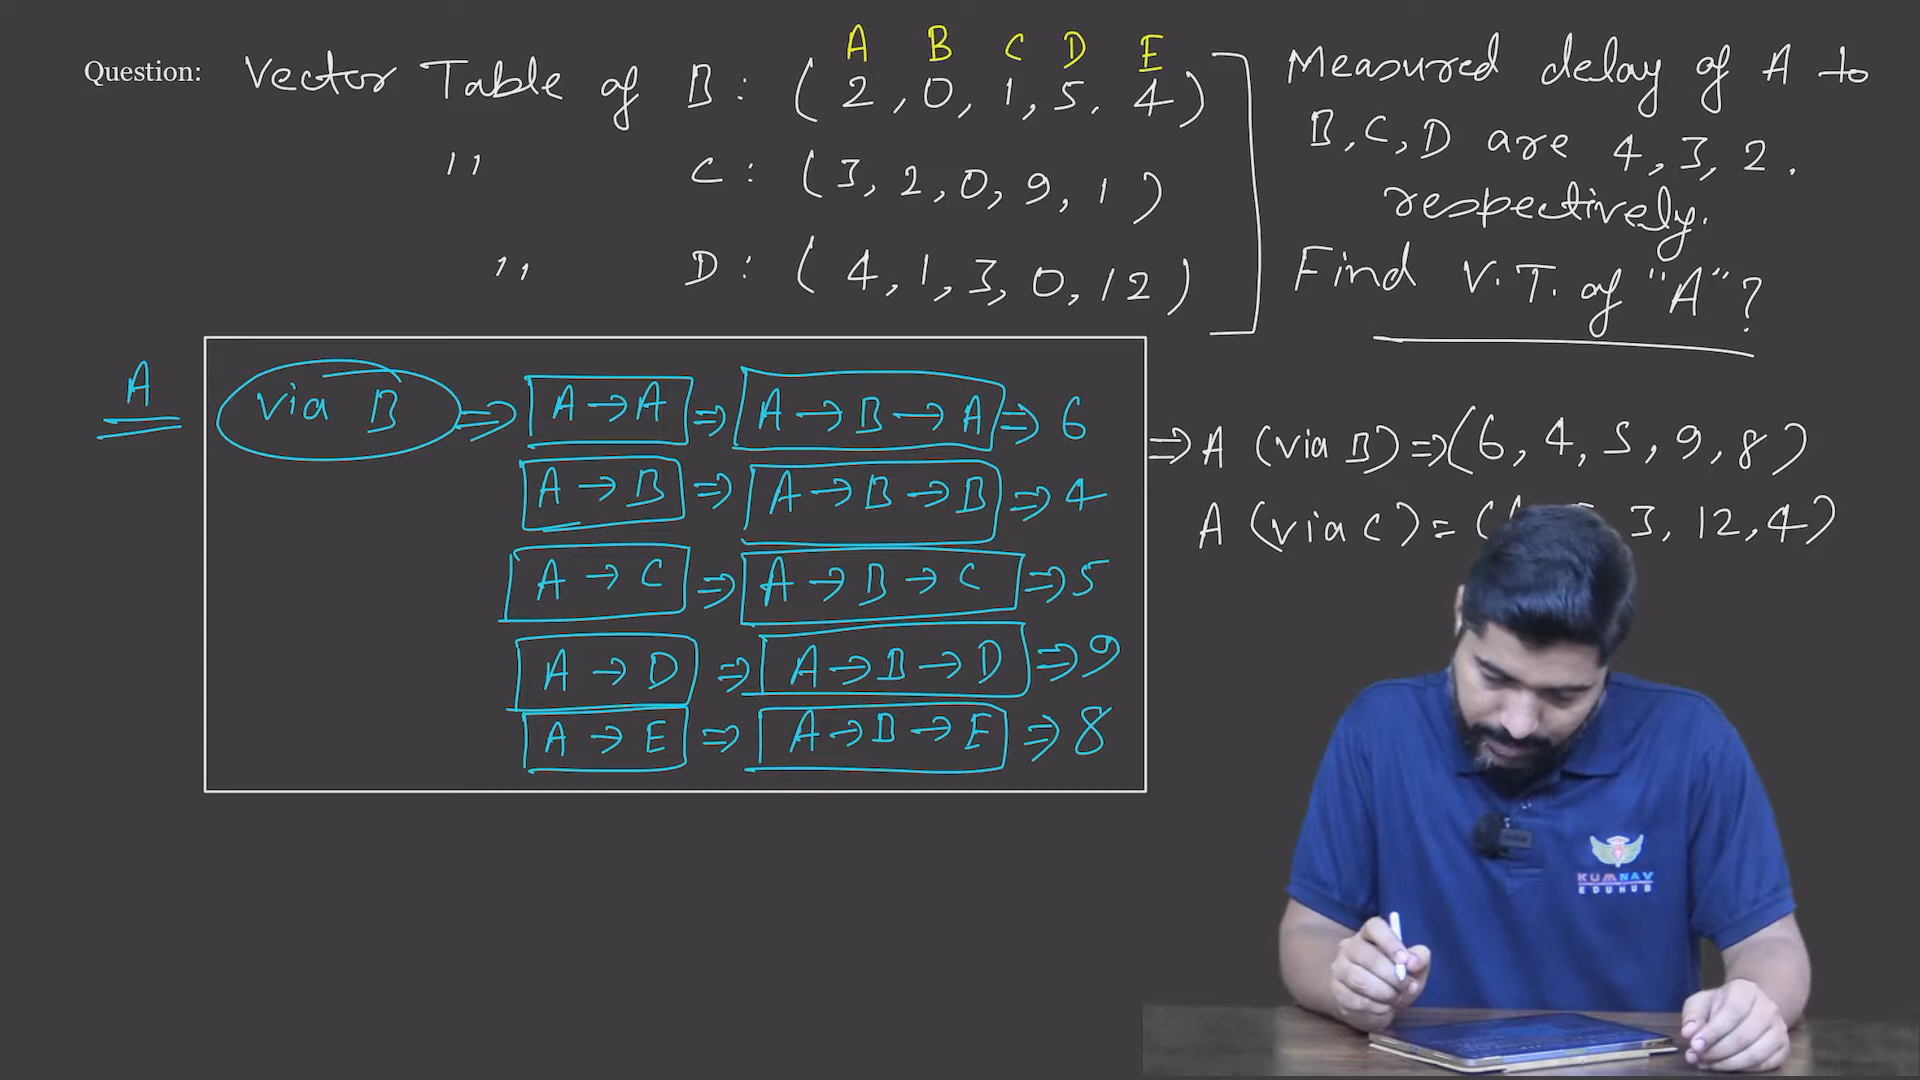 A B C D E
Question: Vector Table of B : (2, 0, 1, 5, 4)
" C : (3, 2, 0, 9, 1)
" D : (4, 1, 3, 0, 12)
Measured delay of A to
B, C, D are 4, 3, 2.
respectively.
Find V.T. of "A"?
A
via B ⇒ A → A ⇒ A → B → A ⇒ 6
A → B ⇒ A → B → B ⇒ 4
A → C ⇒ A → B → C ⇒ 5
A → D ⇒ A → B → D ⇒ 9
A → E ⇒ A → B → E ⇒ 8
⇒ A (via B) ⇒ (6, 4, 5, 9, 8)
A (via C) = ( 3, 12, 4)
KUMNAV
EDUHUB